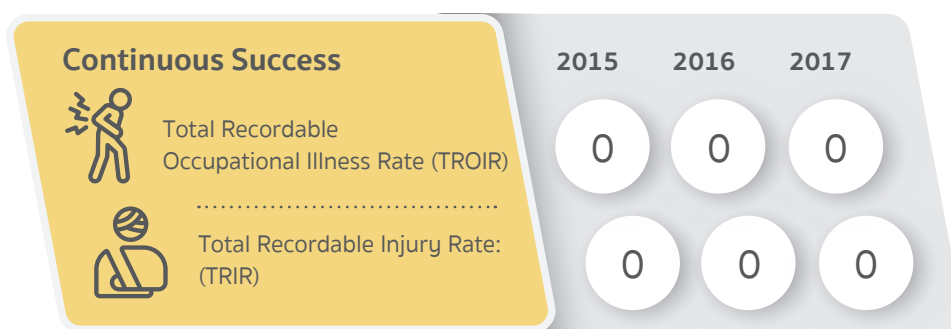 Continuous Success
2015 2016 2017
Total Recordable
Occupational Illness Rate (TROIR)
0 0 0
Total Recordable Injury Rate:
(TRIR)
0 0 0